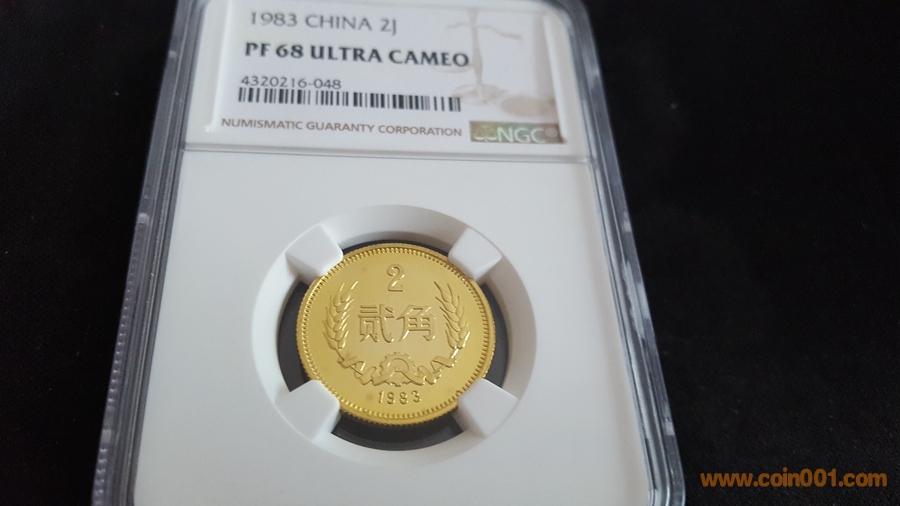 1983 CHINA 2J
PF 68 ULTRA CAMEO
4320216-048
NUMISMATIC GUARANTY CORPORATION
NGC®
2
贰角
1983
www.coin001.com